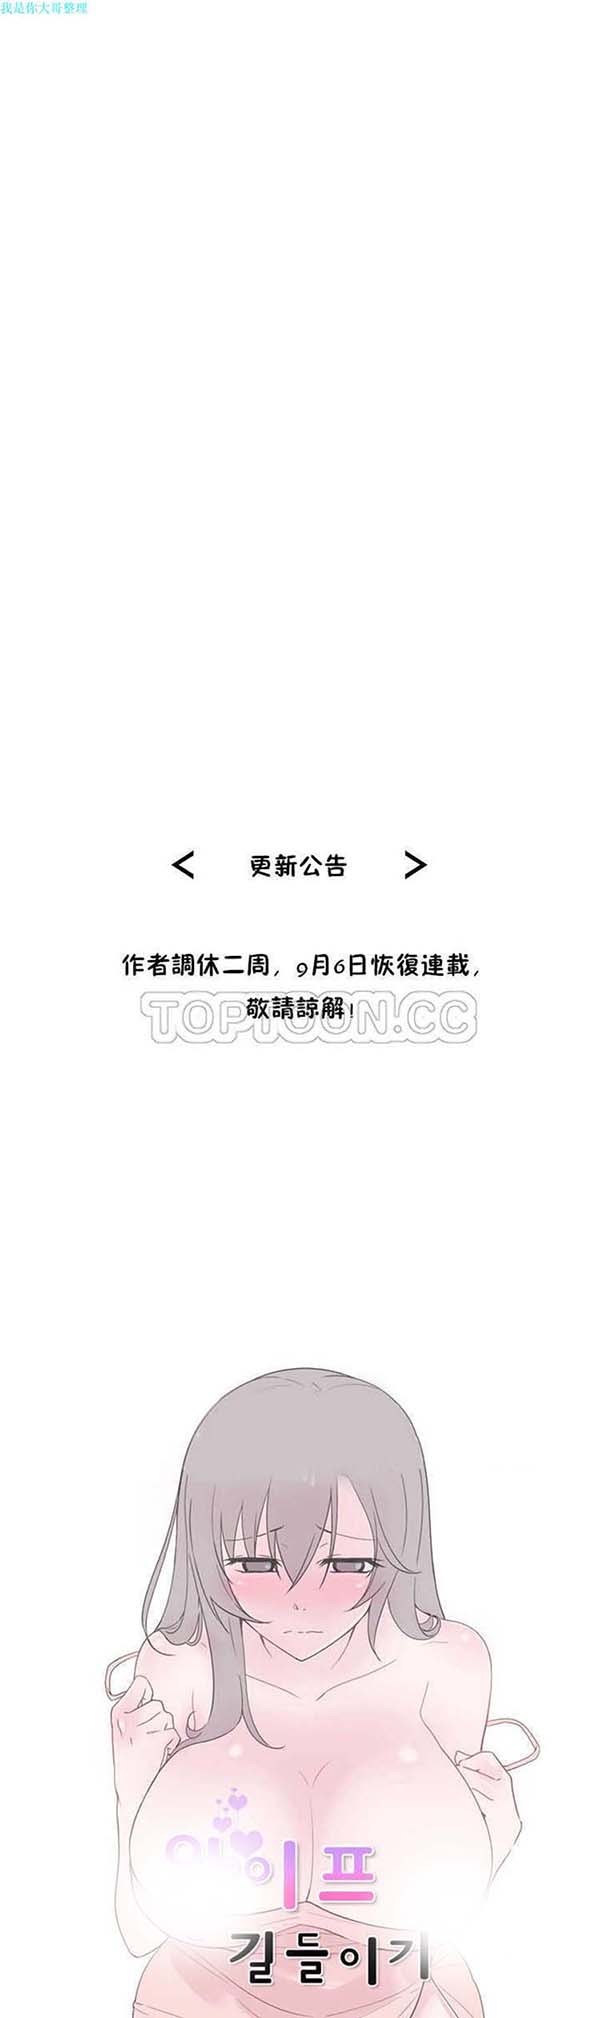 我是你大哥整理
< 更新公告 >
作者調休二周, 9月6日恢復連載,
敬請諒解!
TOPTOON.CC
와이프
길들이기